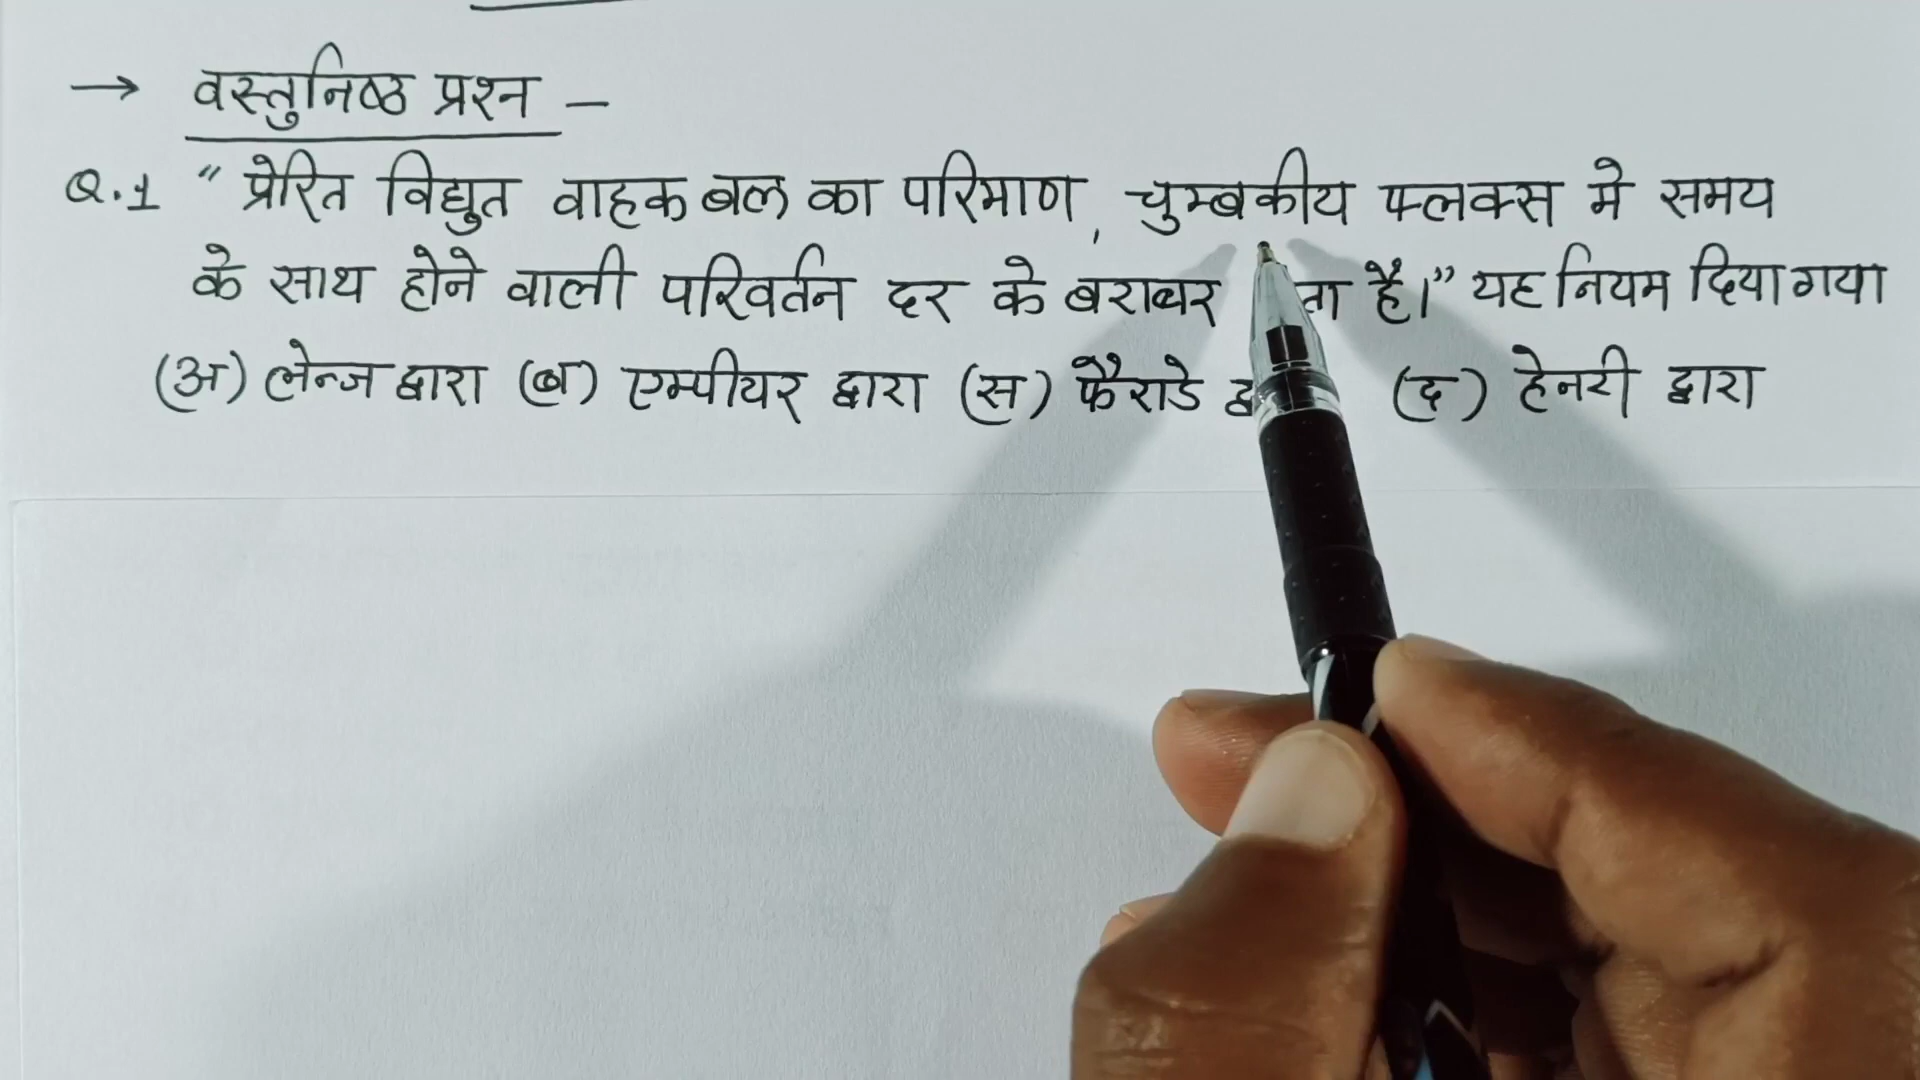 → वस्तुनिष्ठ प्रश्न –
Q.1 “ प्रेरित विद्युत वाहक बल का परिमाण, चुम्बकीय फ्लक्स मे समय
के साथ होने वाली परिवर्तन दर के बराबर है।” यह नियम दिया गया
(अ) लेन्ज द्वारा (ब) एम्पीयर द्वारा (स) फैराडे (द) हेनरी द्वारा